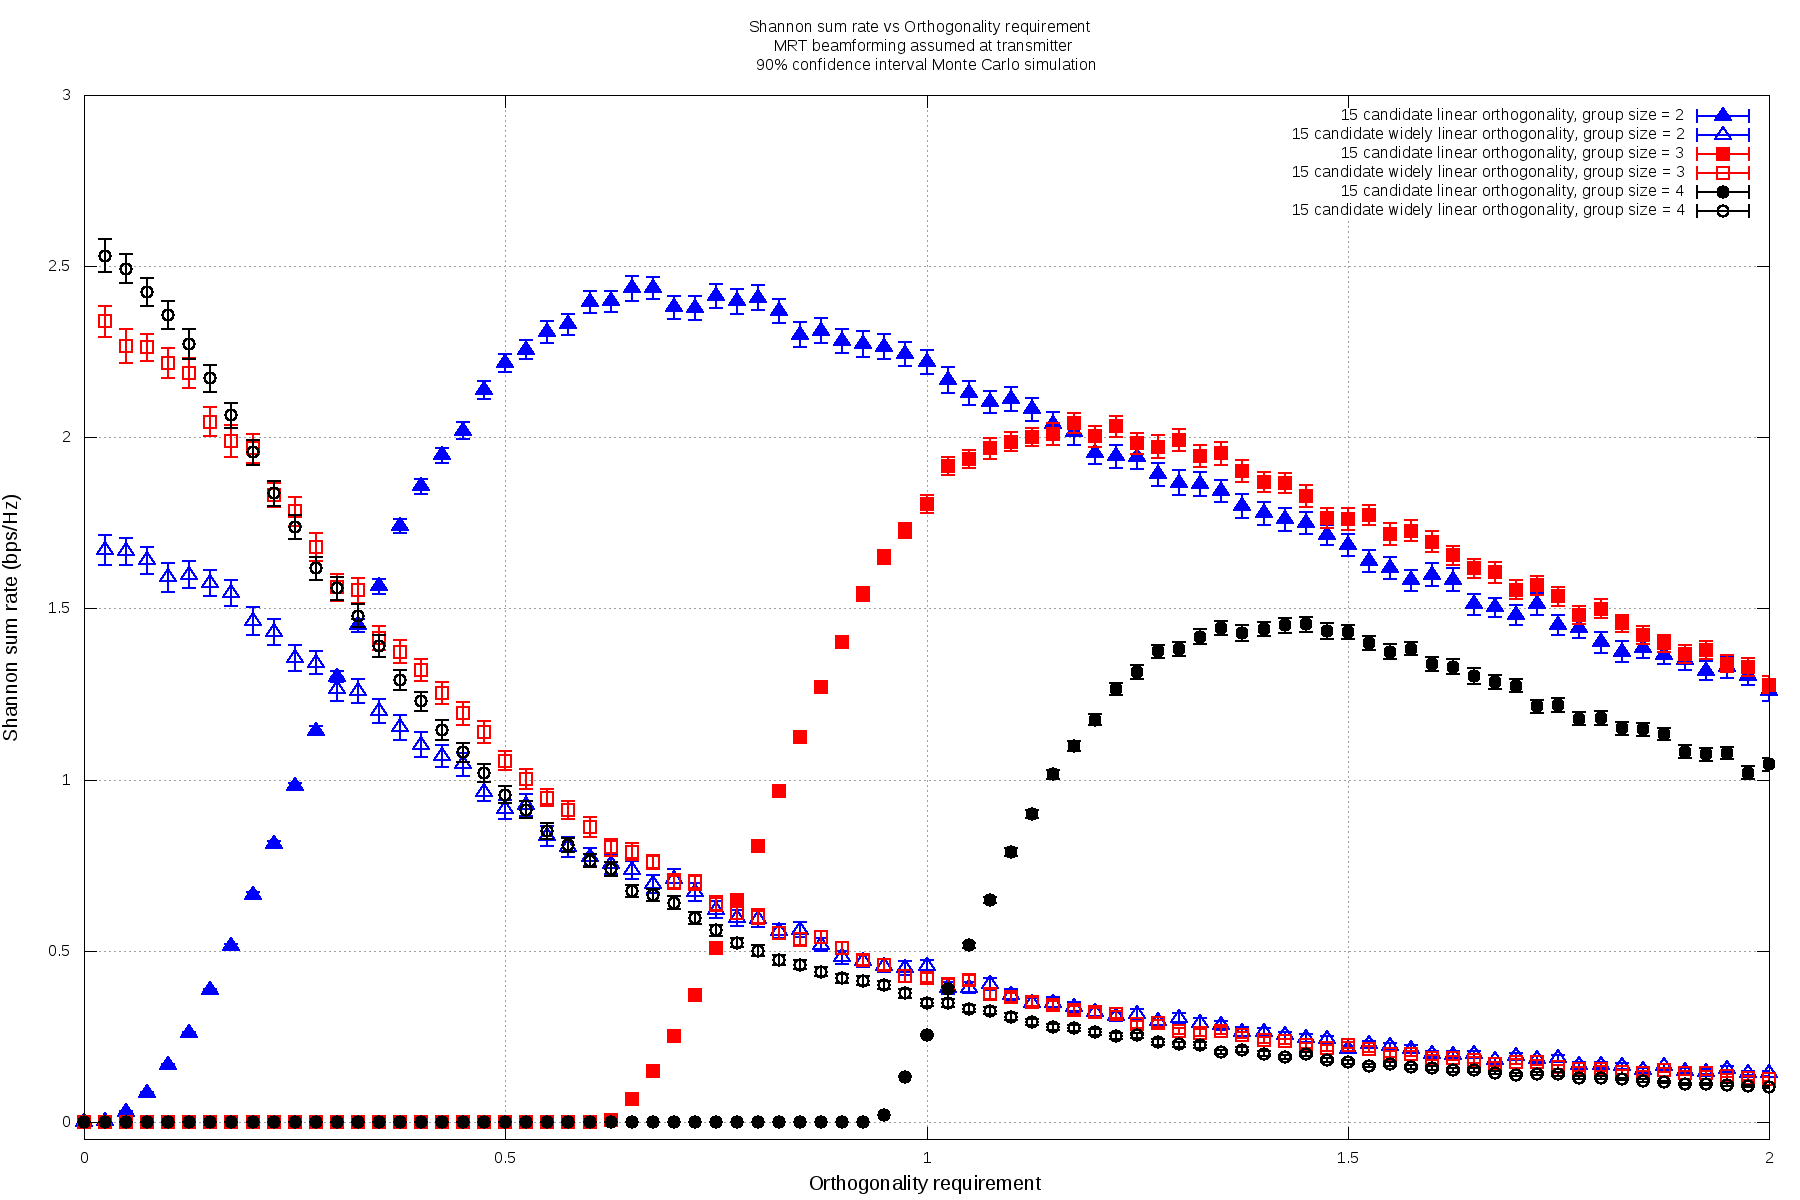 Shannon sum rate vs Orthogonality requirement
MRT beamforming assumed at transmitter
90% confidence interval Monte Carlo simulation
15 candidate linear orthogonality, group size = 2
15 candidate widely linear orthogonality, group size = 2
15 candidate linear orthogonality, group size = 3
15 candidate widely linear orthogonality, group size = 3
15 candidate linear orthogonality, group size = 4
15 candidate widely linear orthogonality, group size = 4
Shannon sum rate (bps/Hz)
3
2.5
2
1.5
1
0.5
0
0 0.5 1 1.5 2
Orthogonality requirement